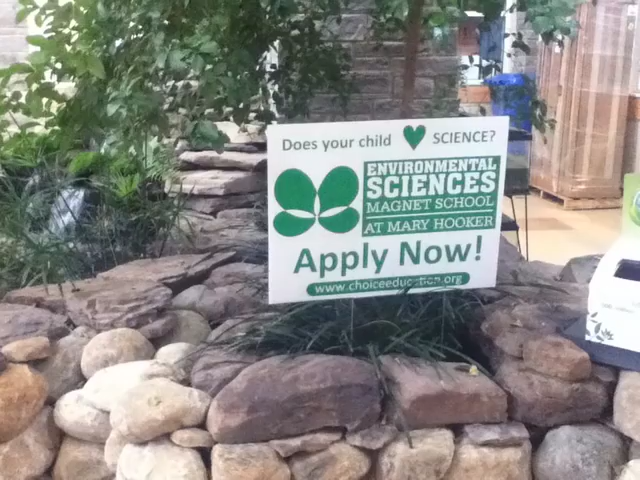 Does your child ♥ SCIENCE?
ENVIRONMENTAL
SCIENCES
MAGNET SCHOOL
AT MARY HOOKER
Apply Now!
www.choiceeducation.org